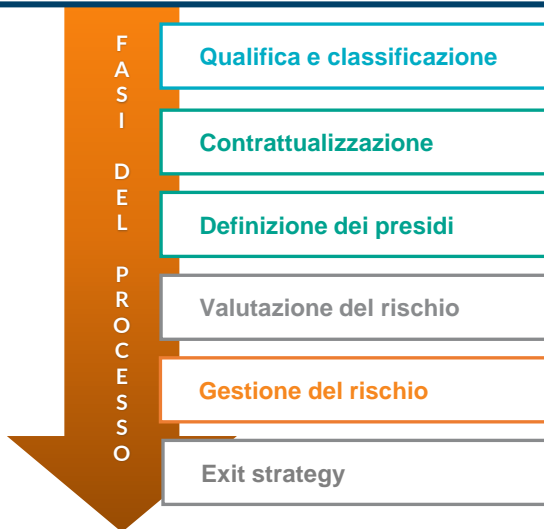 FASI DEL PROCESSO
Qualifica e classificazione
Contrattualizzazione
Definizione dei presidi
Valutazione del rischio
Gestione del rischio
Exit strategy